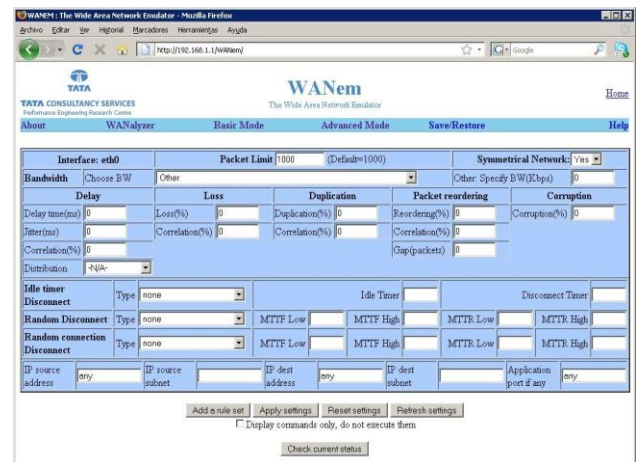 WANEM : The Wide Area Network Emulator - Mozilla Firefox
Archivo Editar Ver Historial Marcadores Herramientas Ayuda
http://192.168.1.1/WANem/
Google
TATA
TATA CONSULTANCY SERVICES
Performance Engineering Research Centre
WANem
The Wide Area Network Emulator
Home
About WANalyzer Basic Mode Advanced Mode Save/Restore Help
Interface: eth0 Packet Limit 1000 (Default=1000) Symmetrical Network: Yes
Bandwidth Choose BW Other Other: Specify BW(Kbps) 0
Delay Loss Duplication Packet reordering Corruption
Delay time(ms) 0 Loss(%) 0 Duplication(%) 0 Reordering(%) 0 Corruption(%) 0
Jitter(ms) 0 Correlation(%) 0 Correlation(%) 0 Correlation(%) 0
Correlation(%) 0 Gap(packets) 0
Distribution -N/A-
Idle timer Disconnect Type none Idle Timer Disconnect Timer
Random Disconnect Type none MTTF Low MTTF High MTTR Low MTTR High
Random connection Disconnect Type none MTTF Low MTTF High MTTR Low MTTR High
IP source address any IP source subnet IP dest address any IP dest subnet Application port if any any
Add a rule set Apply settings Reset settings Refresh settings
Display commands only, do not execute them
Check current status